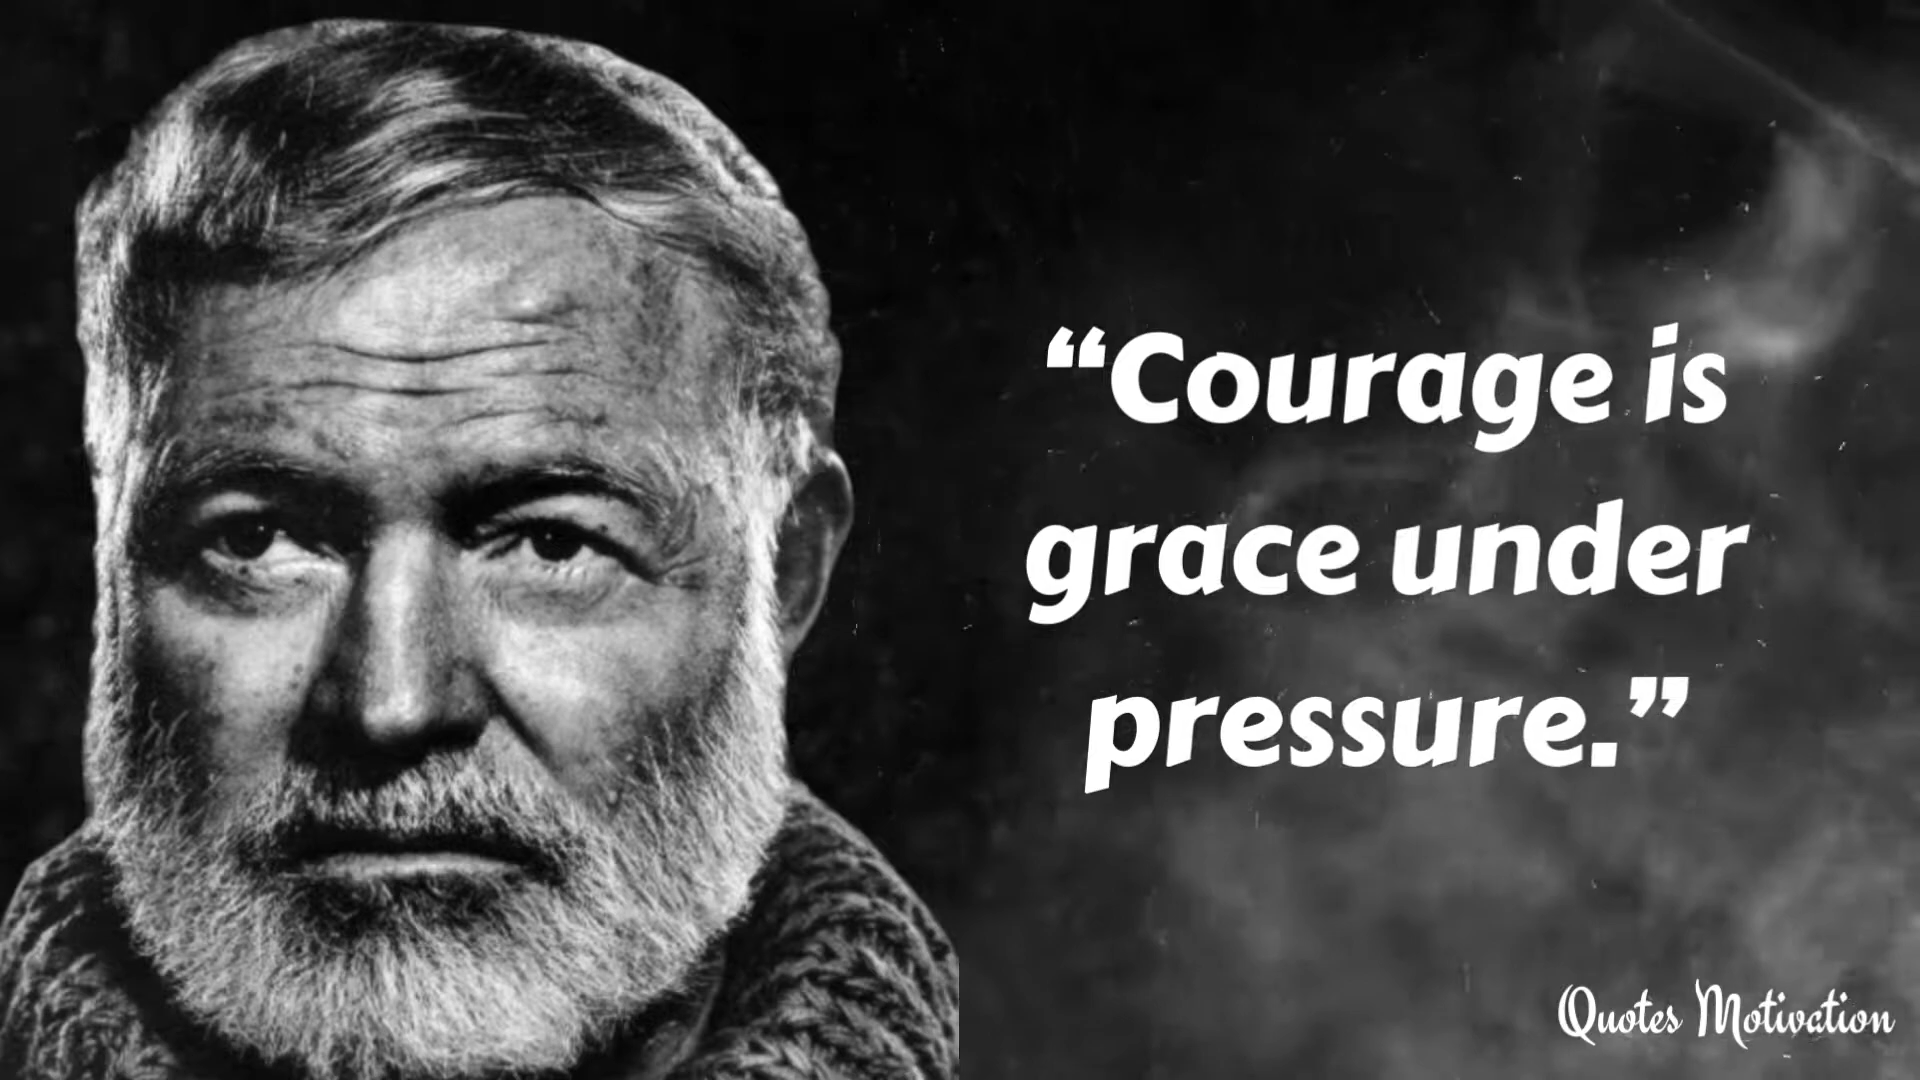 “Courage is
grace under
pressure.”
Quotes Motivation